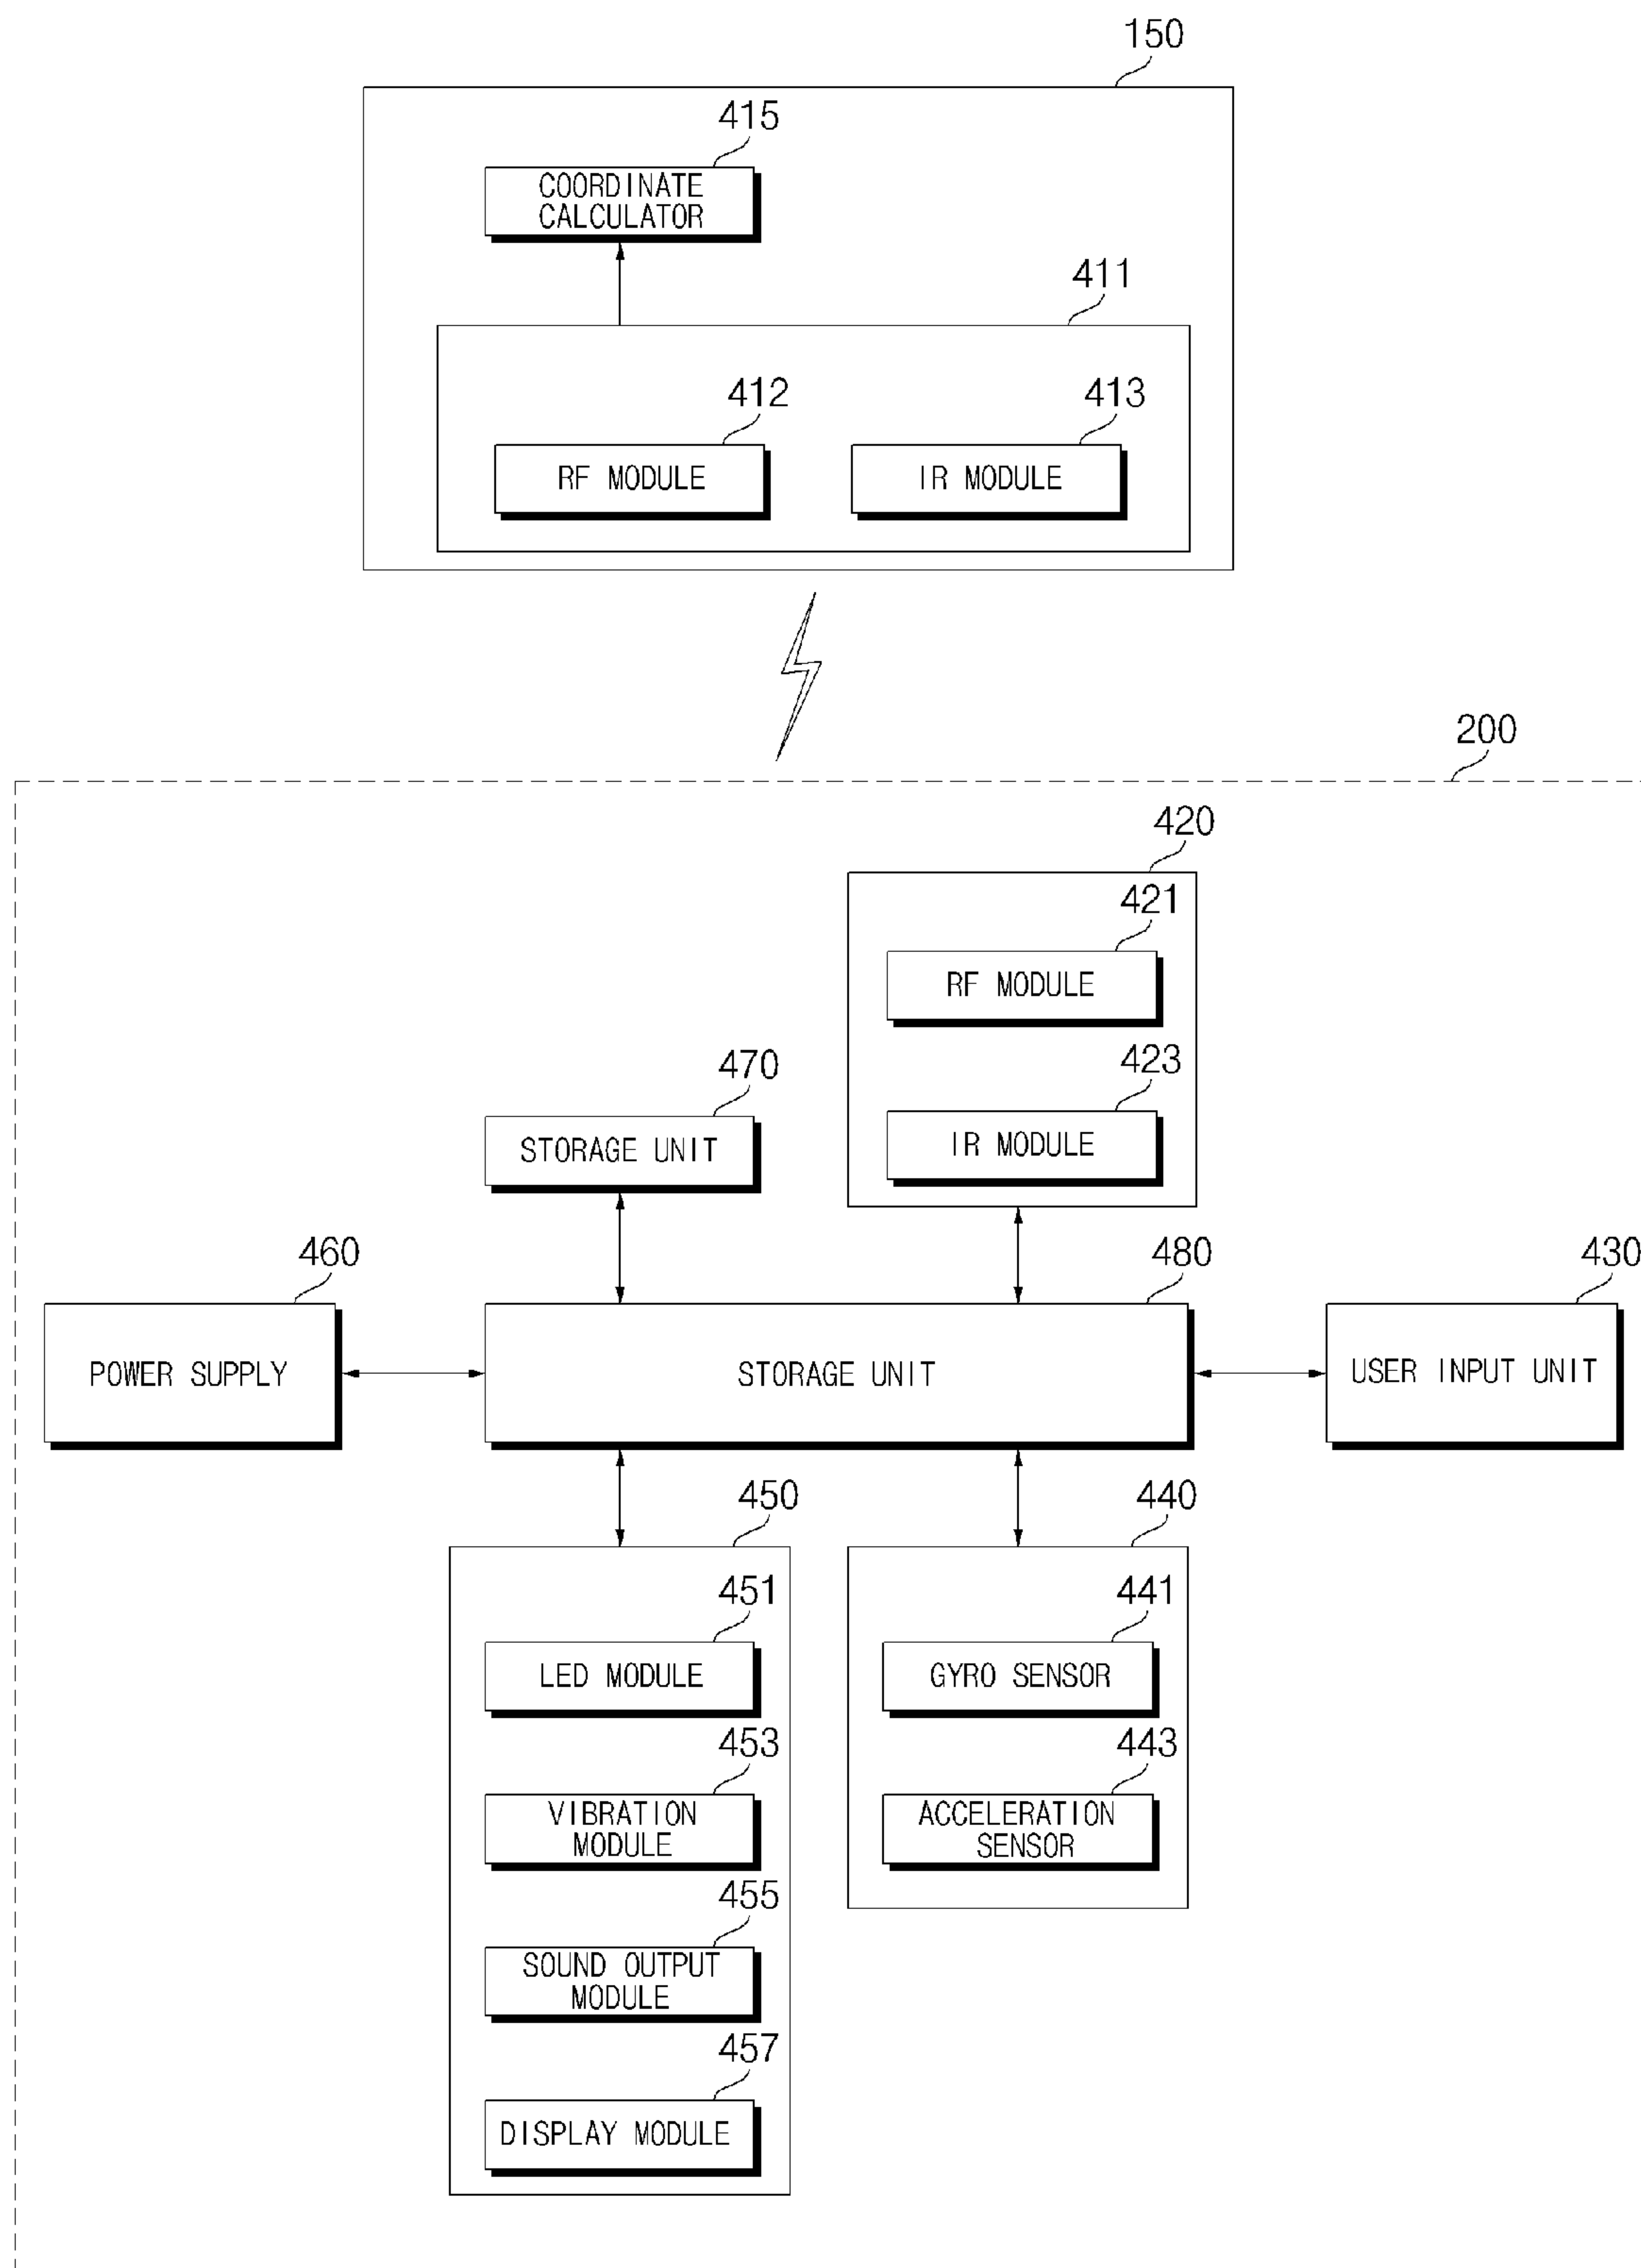 150
415
COORDINATE
CALCULATOR
411
412
413
RF MODULE
IR MODULE
200
420
421
RF MODULE
423
IR MODULE
470
STORAGE UNIT
460
480
430
POWER SUPPLY
STORAGE UNIT
USER INPUT UNIT
450
440
451
LED MODULE
441
GYRO SENSOR
453
VIBRATION
MODULE
443
ACCELERATION
SENSOR
455
SOUND OUTPUT
MODULE
457
DISPLAY MODULE